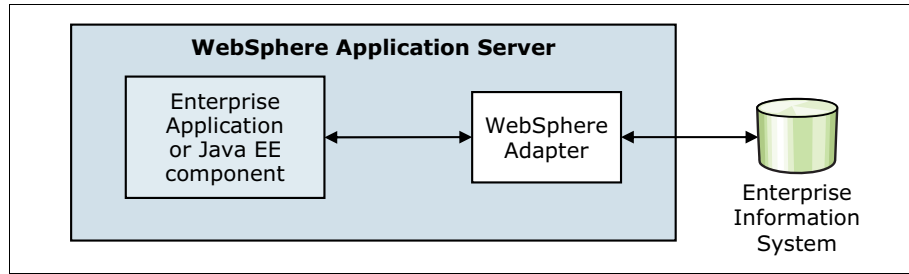 WebSphere Application Server
Enterprise
Application
or Java EE
component
WebSphere
Adapter
Enterprise
Information
System